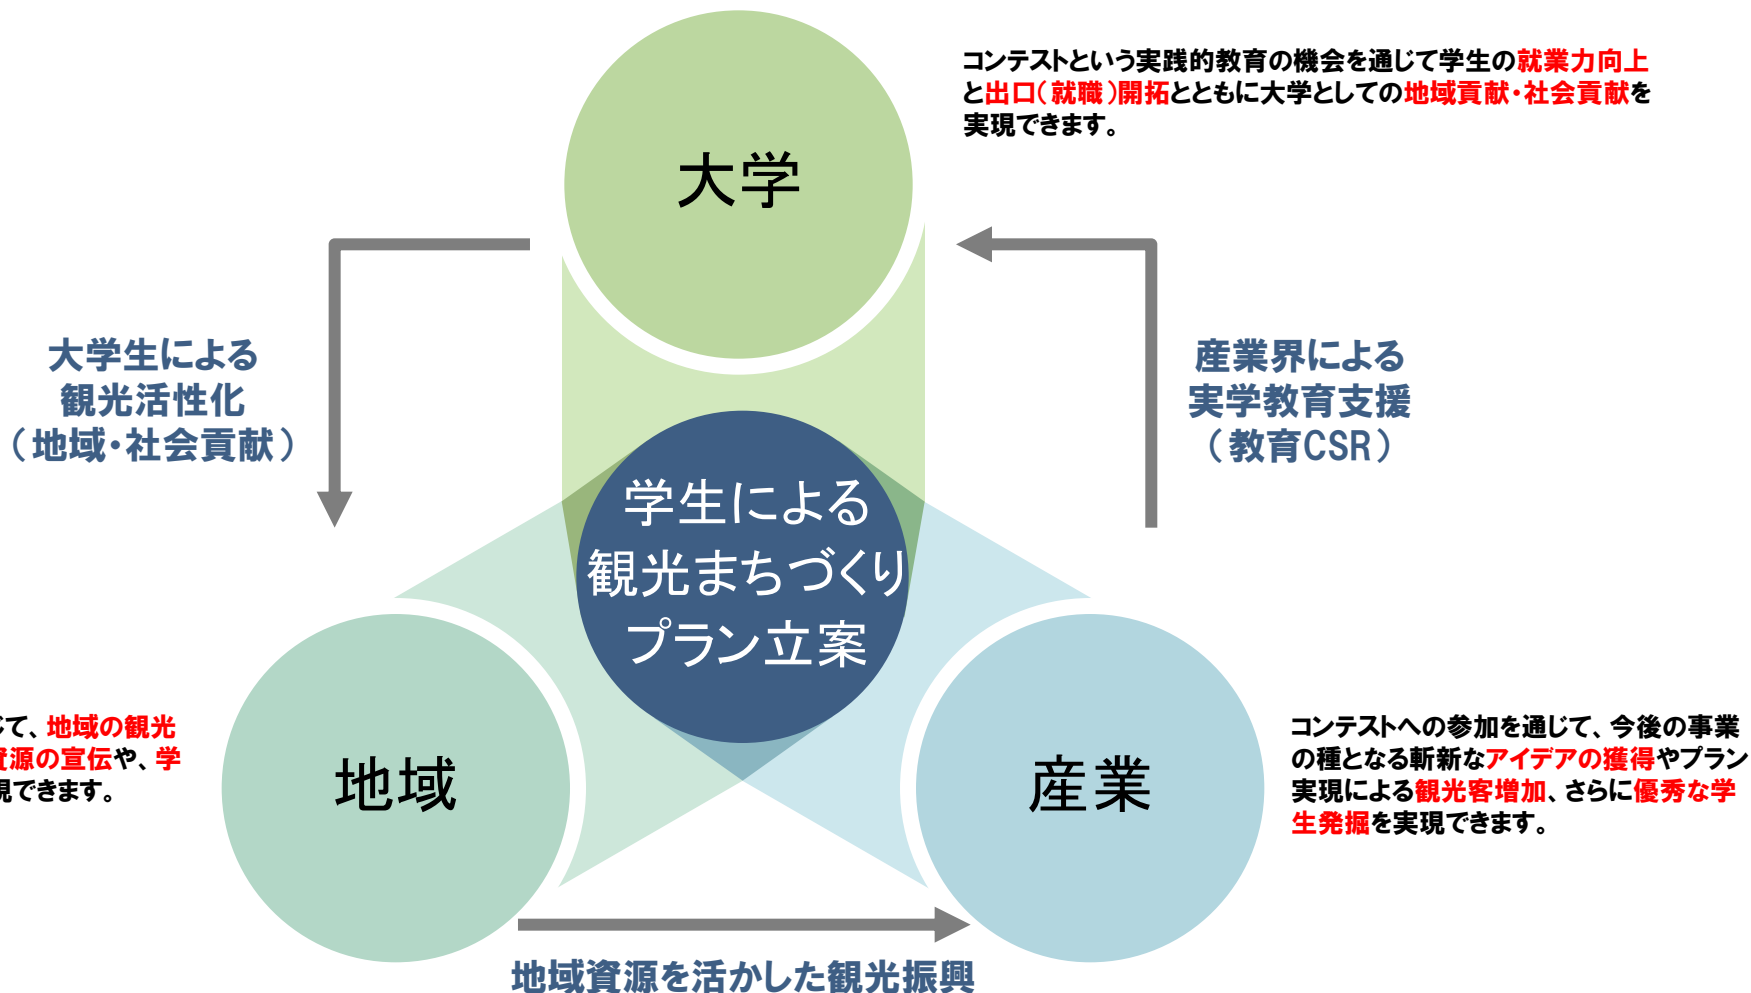 コンテストという実践的教育の機会を通じて学生の就業力向上
と出口（就職）開拓とともに大学としての地域貢献・社会貢献を
実現できます。
大学
大学生による
観光活性化
（地域・社会貢献）
産業界による
実学教育支援
（教育CSR）
学生による
観光まちづくり
プラン立案
て、地域の観光
源の宣伝や、学
できます。
地域
産業
コンテストへの参加を通じて、今後の事業
の種となる斬新なアイデアの獲得やプラン
実現による観光客増加、さらに優秀な学
生発掘を実現できます。
地域資源を活かした観光振興